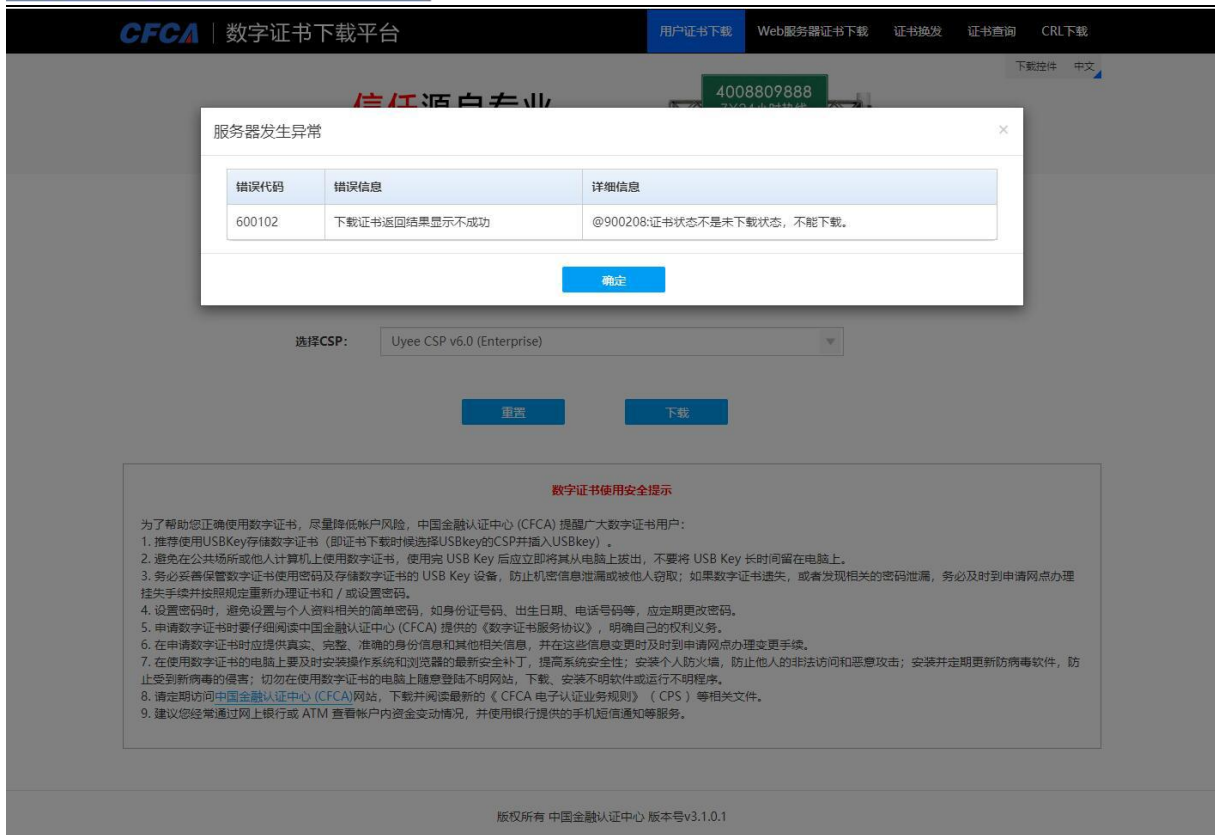 CFCA 数字证书下载平台 用户证书下载 Web服务器证书下载 证书换发 证书查询 CRL下载
下载控件 中文
信任源自专业 4008809888
服务器发生异常 ×
错误代码 错误信息 详细信息
600102 下载证书返回结果显示不成功 @900208:证书状态不是未下载状态，不能下载。
确定
选择CSP： Uyee CSP v6.0 (Enterprise)
重置 下载
数字证书使用安全提示
为了帮助您正确使用数字证书，尽量降低帐户风险，中国金融认证中心 (CFCA) 提醒广大数字证书用户：
1. 推荐使用USBKey存储数字证书（即证书下载时候选择USBkey的CSP并插入USBkey）。
2. 避免在公共场所或他人计算机上使用数字证书，使用完 USB Key 后应立即将其从电脑上拔出，不要将 USB Key 长时间留在电脑上。
3. 务必妥善保管数字证书使用密码及存储数字证书的 USB Key 设备，防止机密信息泄漏或被他人窃取；如果数字证书遗失，或者发现相关的密码泄漏，务必及时到申请网点办理
挂失手续并按照规定重新办理证书和 / 或设置密码。
4. 设置密码时，避免设置与个人资料相关的简单密码，如身份证号码、出生日期、电话号码等，应定期更改密码。
5. 申请数字证书时要仔细阅读中国金融认证中心 (CFCA) 提供的《数字证书服务协议》，明确自己的权利义务。
6. 在申请数字证书时应提供真实、完整、准确的身份信息和其他相关信息，并在这些信息变更时及时到申请网点办理变更手续。
7. 在使用数字证书的电脑上要及时安装操作系统和浏览器的最新安全补丁，提高系统安全性；安装个人防火墙，防止他人的非法访问和恶意攻击；安装并定期更新防病毒软件，防
止受到新病毒的侵害；切勿在使用数字证书的电脑上随意登陆不明网站，下载、安装不明软件或运行不明程序。
8. 请定期访问中国金融认证中心 (CFCA)网站，下载并阅读最新的《 CFCA 电子认证业务规则》（ CPS ）等相关文件。
9. 建议您经常通过网上银行或 ATM 查看帐户内资金变动情况，并使用银行提供的手机短信通知等服务。
版权所有 中国金融认证中心 版本号v3.1.0.1